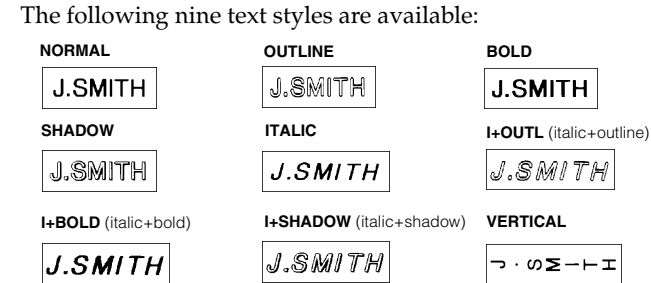 The following nine text styles are available:
NORMAL OUTLINE BOLD
J.SMITH J.SMITH J.SMITH
SHADOW ITALIC I+OUTL (italic+outline)
J.SMITH J.SMITH J.SMITH
I+BOLD (italic+bold) I+SHADOW (italic+shadow) VERTICAL
J.SMITH J.SMITH J.SMITH